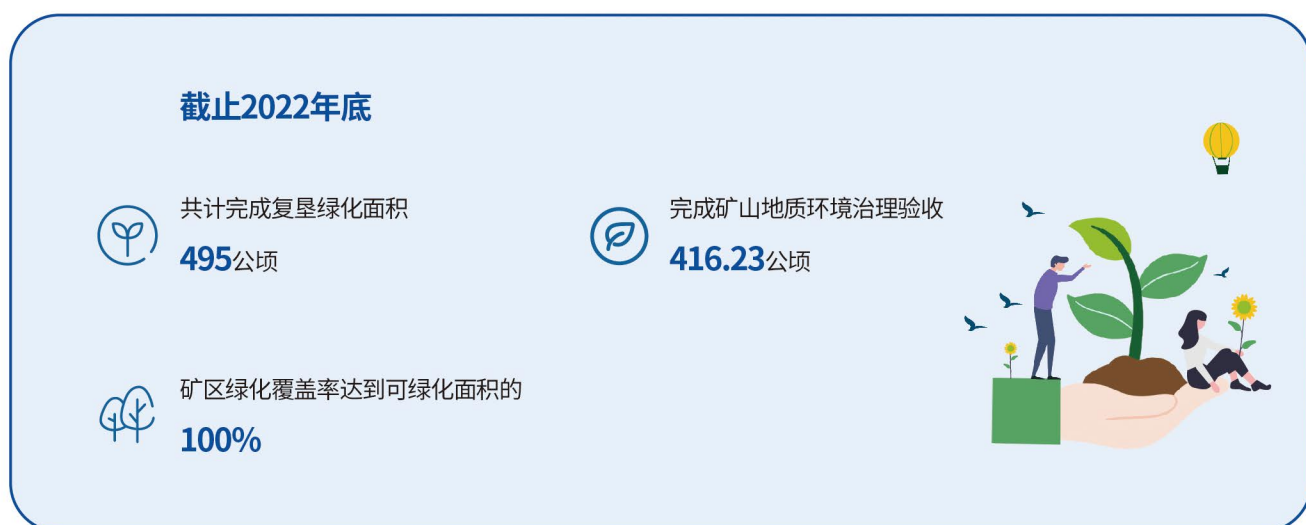 截止2022年底
共计完成复垦绿化面积
495公顷
完成矿山地质环境治理验收
416.23公顷
矿区绿化覆盖率达到可绿化面积的
100%